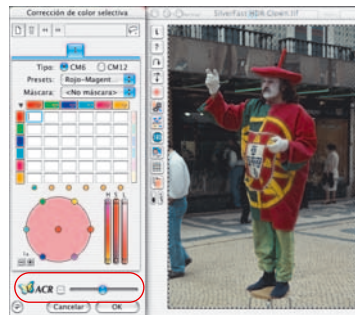 Corrección de color selectiva
Tipo: CM6 CM12
Presets: Rojo-Magent...
Máscara: <No máscara>
H S L
1x
ACR
Cancelar OK
SilverFast HDR Clown.tif